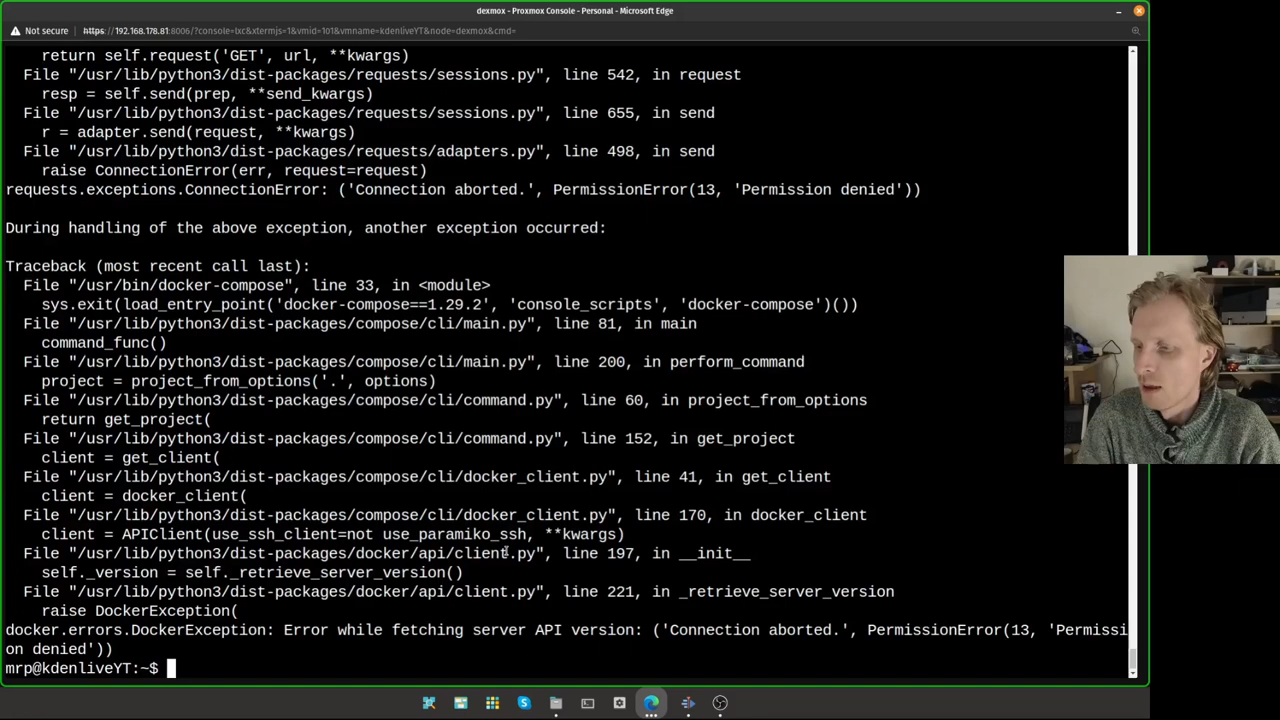 dexmox - Proxmox Console - Personal - Microsoft Edge
Not secure https://192.168.178.81:8006/?console=lxc&xtermjs=1&vmid=101&vmname=kdenliveYT&node=dexmox&cmd=
return self.request('GET', url, **kwargs)
File "/usr/lib/python3/dist-packages/requests/sessions.py", line 542, in request
resp = self.send(prep, **send_kwargs)
File "/usr/lib/python3/dist-packages/requests/sessions.py", line 655, in send
r = adapter.send(request, **kwargs)
File "/usr/lib/python3/dist-packages/requests/adapters.py", line 498, in send
raise ConnectionError(err, request=request)
requests.exceptions.ConnectionError: ('Connection aborted.', PermissionError(13, 'Permission denied'))
During handling of the above exception, another exception occurred:
Traceback (most recent call last):
File "/usr/bin/docker-compose", line 33, in <module>
sys.exit(load_entry_point('docker-compose==1.29.2', 'console_scripts', 'docker-compose')())
File "/usr/lib/python3/dist-packages/compose/cli/main.py", line 81, in main
command_func()
File "/usr/lib/python3/dist-packages/compose/cli/main.py", line 200, in perform_command
project = project_from_options('.', options)
File "/usr/lib/python3/dist-packages/compose/cli/command.py", line 60, in project_from_options
return get_project(
File "/usr/lib/python3/dist-packages/compose/cli/command.py", line 152, in get_project
client = get_client(
File "/usr/lib/python3/dist-packages/compose/cli/docker_client.py", line 41, in get_client
client = docker_client(
File "/usr/lib/python3/dist-packages/compose/cli/docker_client.py", line 170, in docker_client
client = APIClient(use_ssh_client=not use_paramiko_ssh, **kwargs)
File "/usr/lib/python3/dist-packages/docker/api/client.py", line 197, in __init__
self._version = self._retrieve_server_version()
File "/usr/lib/python3/dist-packages/docker/api/client.py", line 221, in _retrieve_server_version
raise DockerException(
docker.errors.DockerException: Error while fetching server API version: ('Connection aborted.', PermissionError(13, 'Permissi
on denied'))
mrp@kdenliveYT:~$